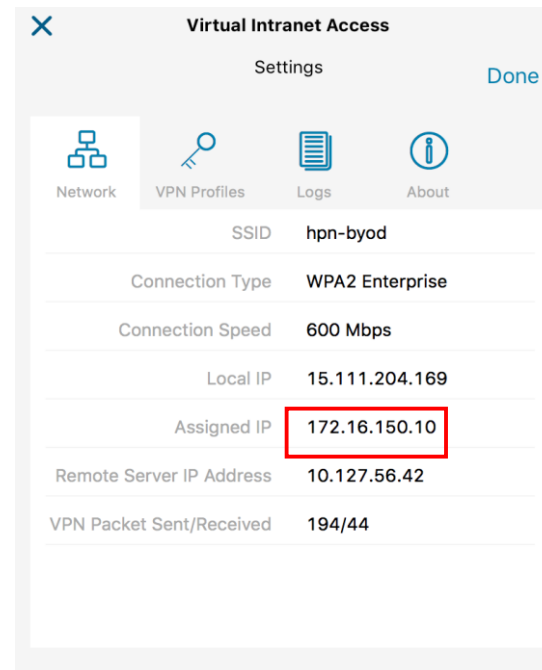 Virtual Intranet Access
Settings
Done
Network VPN Profiles Logs About
SSID hpn-byod
Connection Type WPA2 Enterprise
Connection Speed 600 Mbps
Local IP 15.111.204.169
Assigned IP 172.16.150.10
Remote Server IP Address 10.127.56.42
VPN Packet Sent/Received 194/44